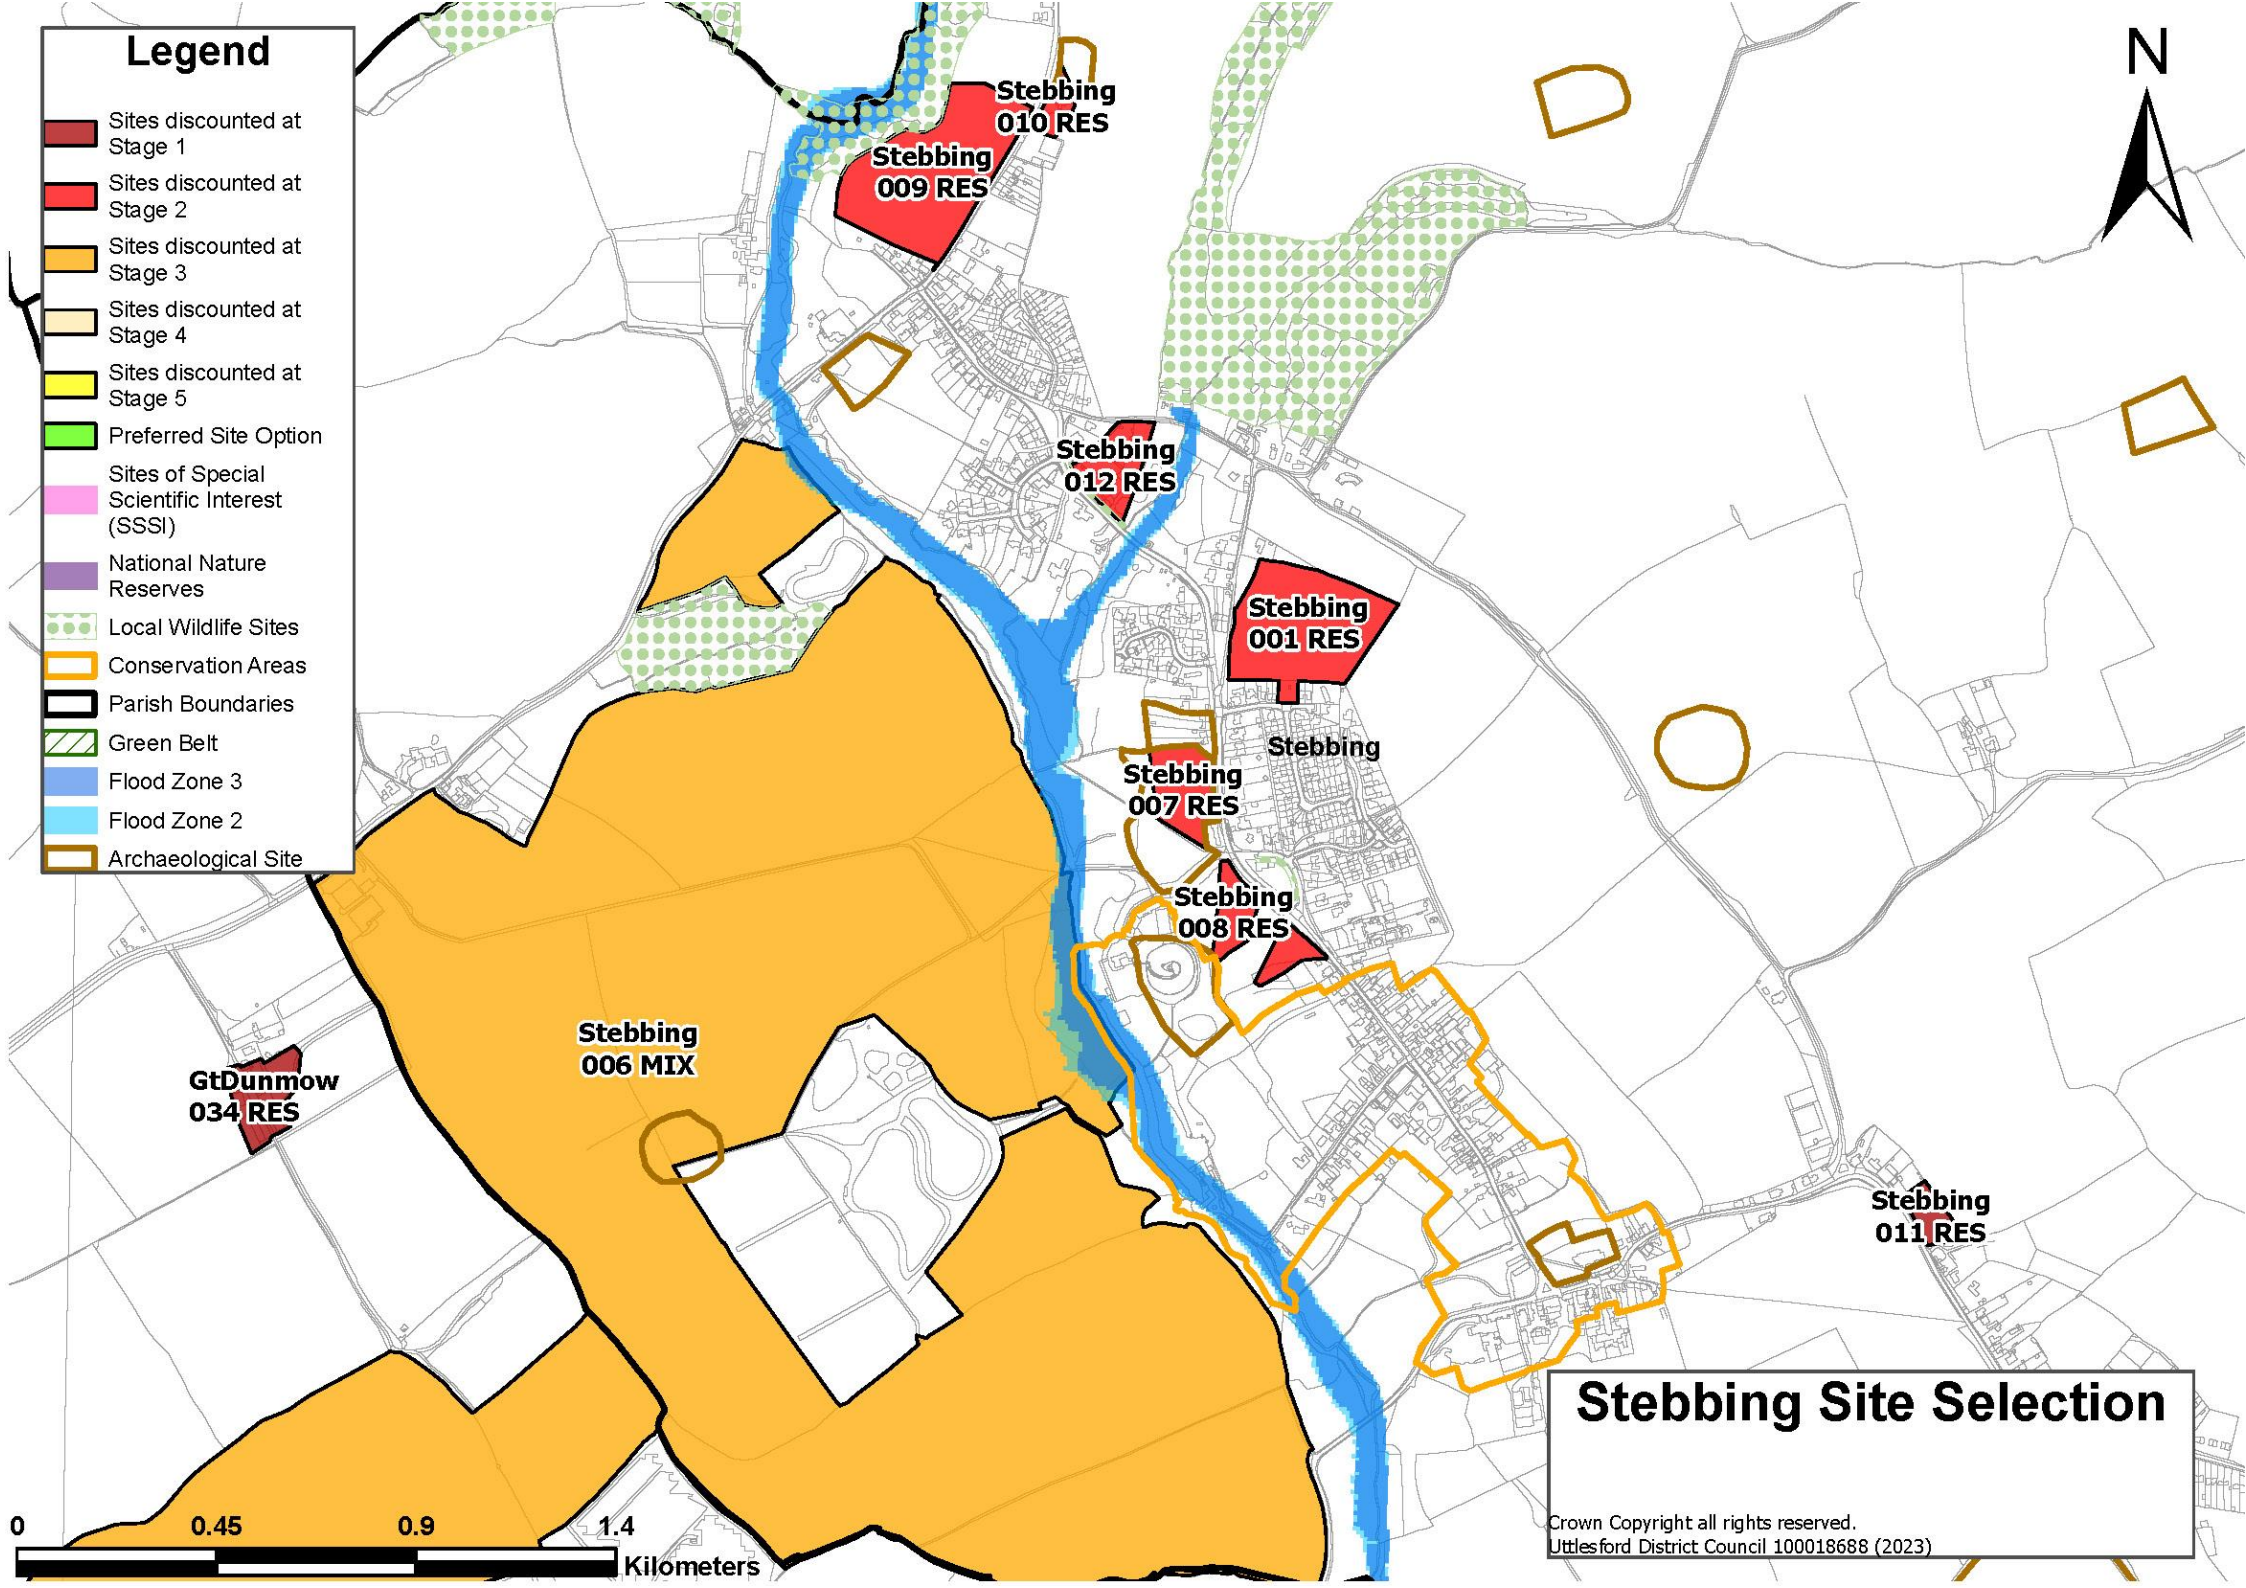 Legend
Sites discounted at
Stage 1
Sites discounted at
Stage 2
Sites discounted at
Stage 3
Sites discounted at
Stage 4
Sites discounted at
Stage 5
Preferred Site Option
Sites of Special
Scientific Interest
(SSSI)
National Nature
Reserves
Local Wildlife Sites
Conservation Areas
Parish Boundaries
Green Belt
Flood Zone 3
Flood Zone 2
Archaeological Site
N
Stebbing
010 RES
Stebbing
009 RES
Stebbing
012 RES
Stebbing
001 RES
Stebbing
Stebbing
007 RES
Stebbing
008 RES
Stebbing
006 MIX
GtDunmow
034 RES
Stebbing
011 RES
Stebbing Site Selection
Crown Copyright all rights reserved.
Uttlesford District Council 100018688 (2023)
0 0.45 0.9 1.4
Kilometers